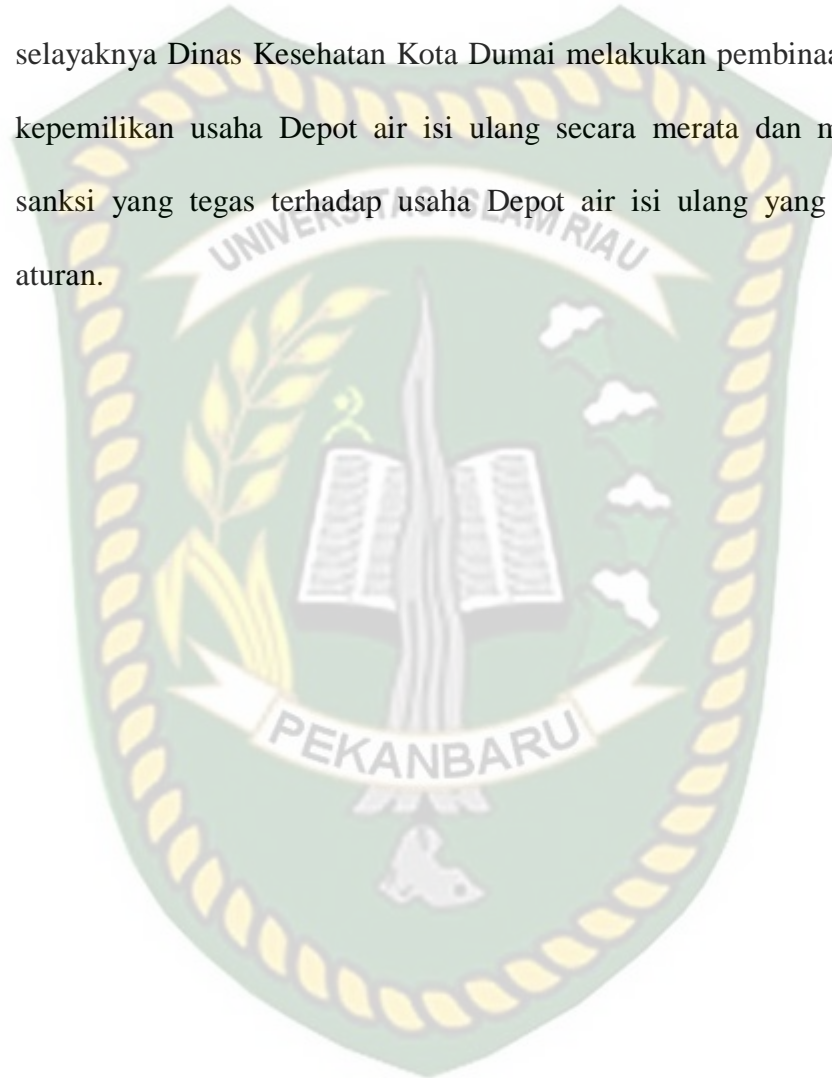 selayaknya Dinas Kesehatan Kota Dumai melakukan pembinaa
kepemilikan usaha Depot air isi ulang secara merata dan m
sanksi yang tegas terhadap usaha Depot air isi ulang yang
aturan.
UNIVERSITAS ISLAM RIAU
PEKANBARU